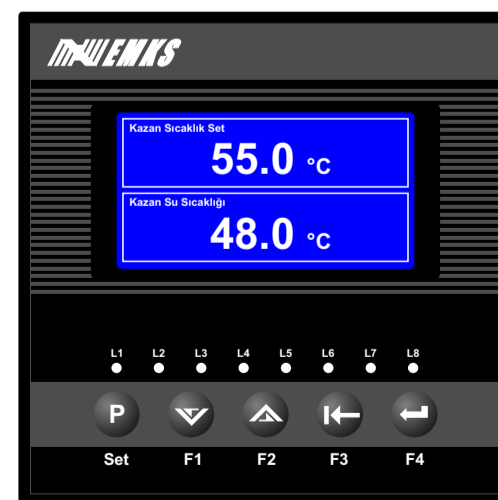 EMKS
Kazan Sıcaklık Set
55.0 °C
Kazan Su Sıcaklığı
48.0 °C
L1 L2 L3 L4 L5 L6 L7 L8
P
Set F1 F2 F3 F4